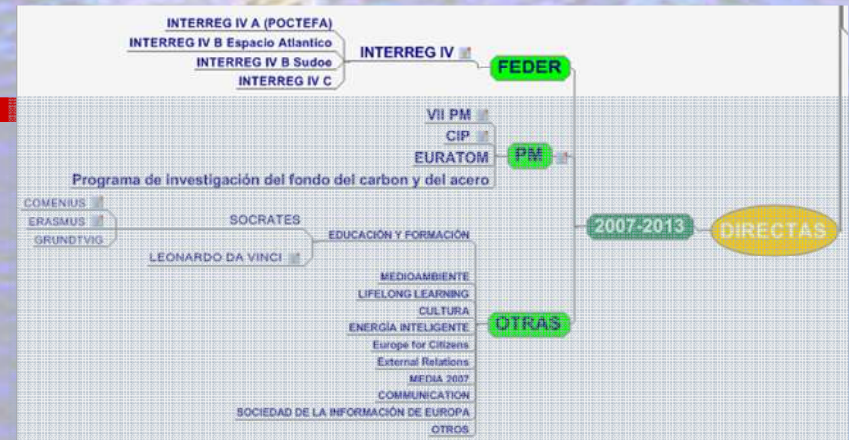 INTERREG IV A (POCTEFA)
INTERREG IV B Espacio Atlantico
INTERREG IV B Sudoe
INTERREG IV C
INTERREG IV
FEDER
VII PM
CIP
EURATOM
Programa de investigación del fondo del carbon y del acero
PM
COMENIUS
ERASMUS
GRUNDTVIG
SOCRATES
LEONARDO DA VINCI
EDUCACIÓN Y FORMACIÓN
MEDIOAMBIENTE
LIFELONG LEARNING
CULTURA
ENERGÍA INTELIGENTE
Europe for Citizens
External Relations
MEDIA 2007
COMMUNICATION
SOCIEDAD DE LA INFORMACIÓN DE EUROPA
OTROS
OTRAS
2007-2013
DIRECTAS